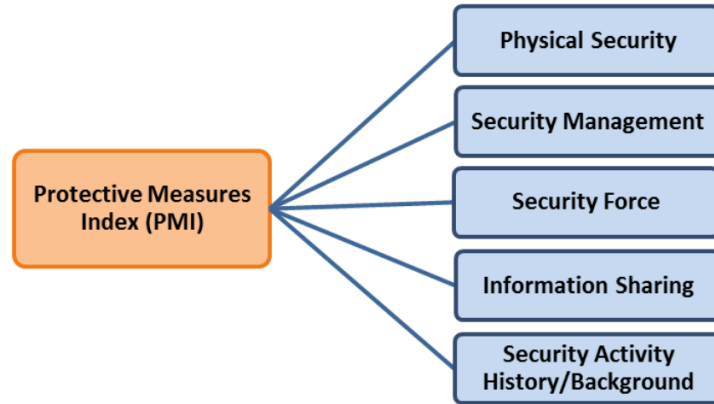 Physical Security
Security Management
Protective Measures
Index (PMI)
Security Force
Information Sharing
Security Activity
History/Background